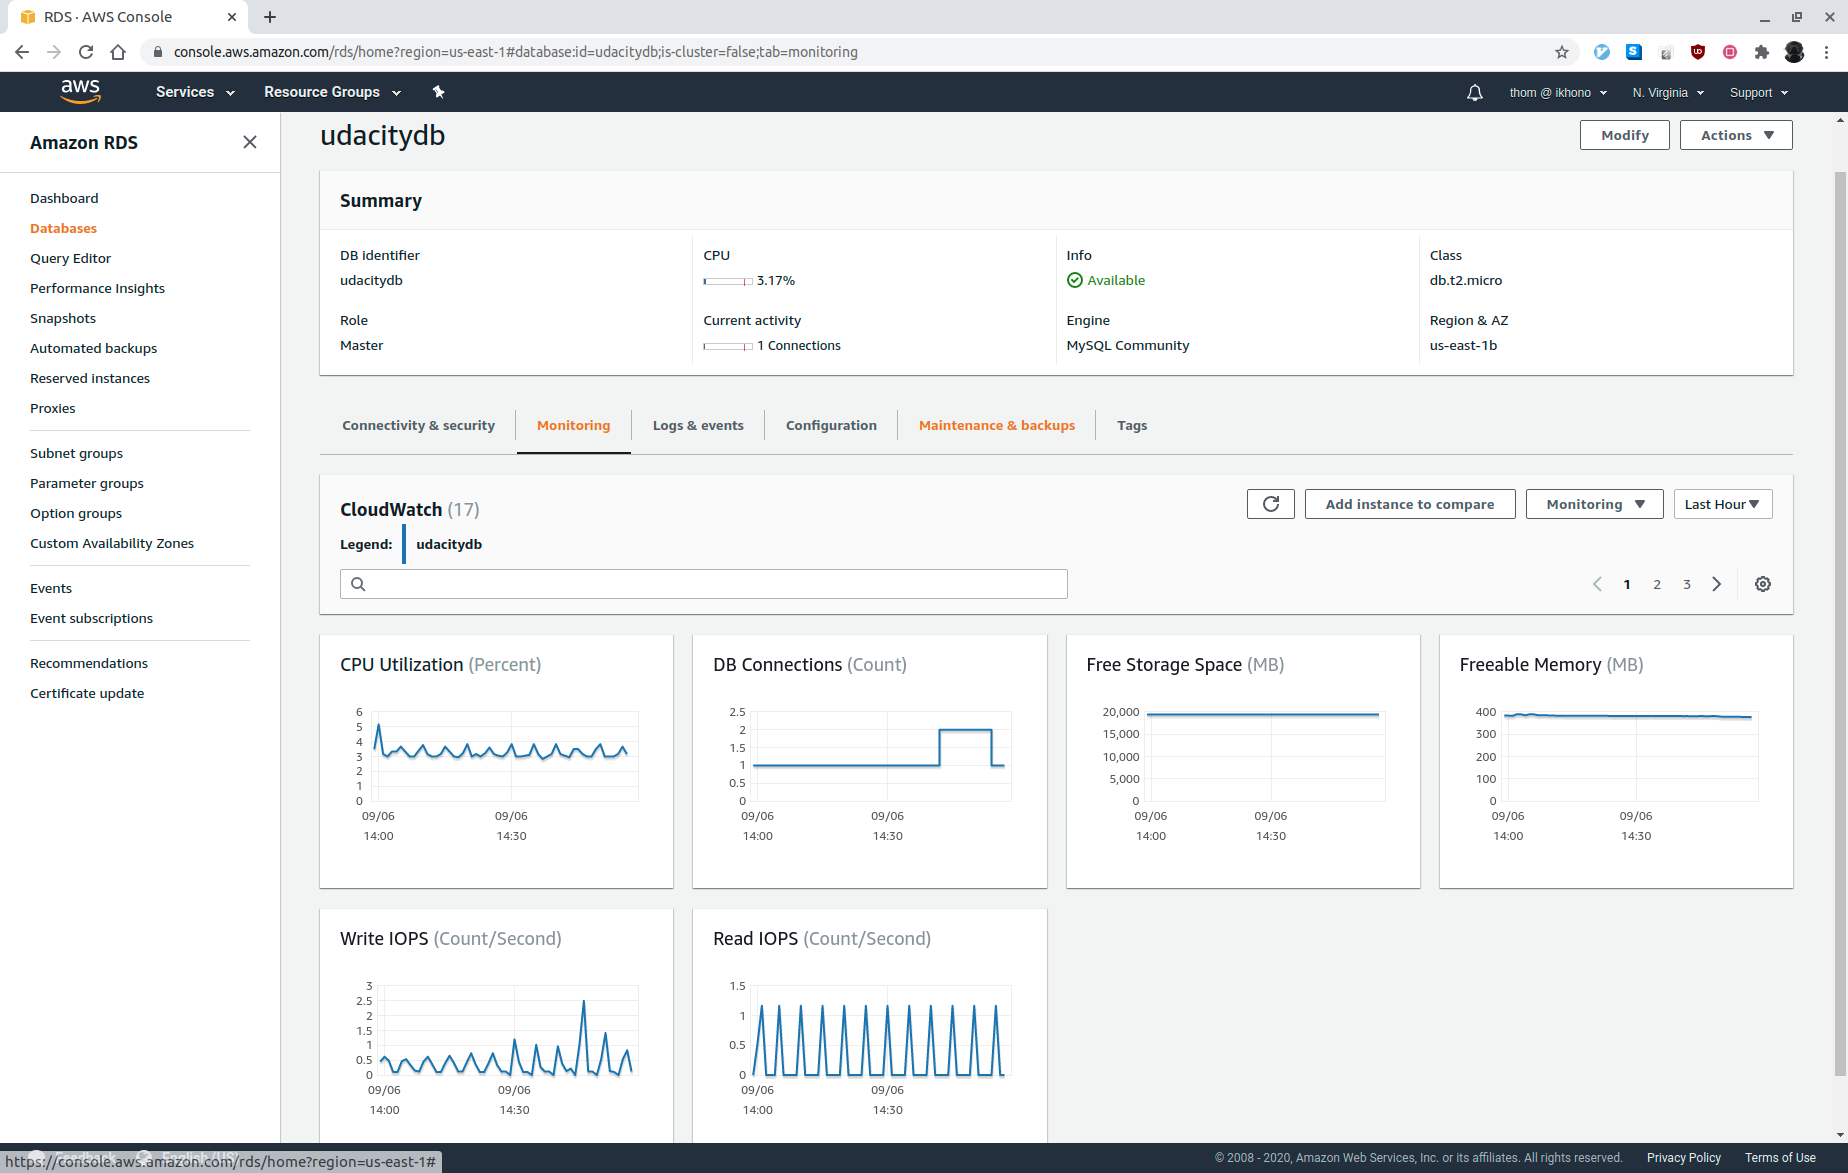 RDS · AWS Console
console.aws.amazon.com/rds/home?region=us-east-1#database:id=udacitydb;is-cluster=false;tab=monitoring
aws Services Resource Groups thom @ ikhono N. Virginia Support
Amazon RDS
Dashboard
Databases
Query Editor
Performance Insights
Snapshots
Automated backups
Reserved instances
Proxies
Subnet groups
Parameter groups
Option groups
Custom Availability Zones
Events
Event subscriptions
Recommendations
Certificate update
udacitydb
Modify Actions
Summary
DB identifier CPU Info Class
udacitydb 3.17% Available db.t2.micro
Role Current activity Engine Region & AZ
Master 1 Connections MySQL Community us-east-1b
Connectivity & security Monitoring Logs & events Configuration Maintenance & backups Tags
CloudWatch (17)
Add instance to compare Monitoring Last Hour
Legend: udacitydb
1 2 3
CPU Utilization (Percent)
6
5
4
3
2
1
0
09/06 09/06
14:00 14:30
DB Connections (Count)
2.5
2
1.5
1
0.5
0
09/06 09/06
14:00 14:30
Free Storage Space (MB)
20,000
15,000
10,000
5,000
0
09/06 09/06
14:00 14:30
Freeable Memory (MB)
400
300
200
100
0
09/06 09/06
14:00 14:30
Write IOPS (Count/Second)
3
2.5
2
1.5
1
0.5
0
09/06 09/06
14:00 14:30
Read IOPS (Count/Second)
1.5
1
0.5
0
09/06 09/06
14:00 14:30
https://console.aws.amazon.com/rds/home?region=us-east-1#
© 2008 - 2020, Amazon Web Services, Inc. or its affiliates. All rights reserved. Privacy Policy Terms of Use